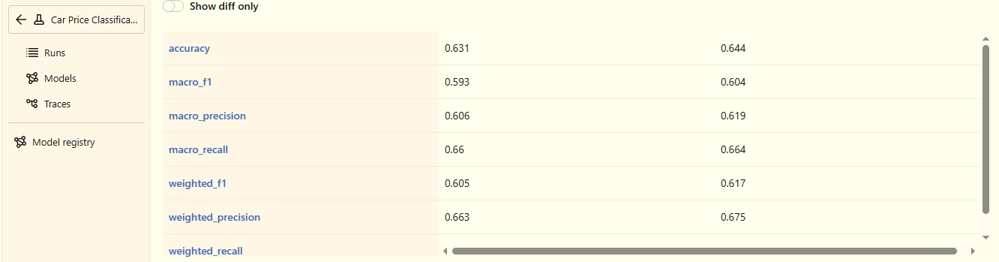 Car Price Classifica...
Runs
Models
Traces
Model registry
Show diff only
accuracy 0.631 0.644
macro_f1 0.593 0.604
macro_precision 0.606 0.619
macro_recall 0.66 0.664
weighted_f1 0.605 0.617
weighted_precision 0.663 0.675
weighted_recall